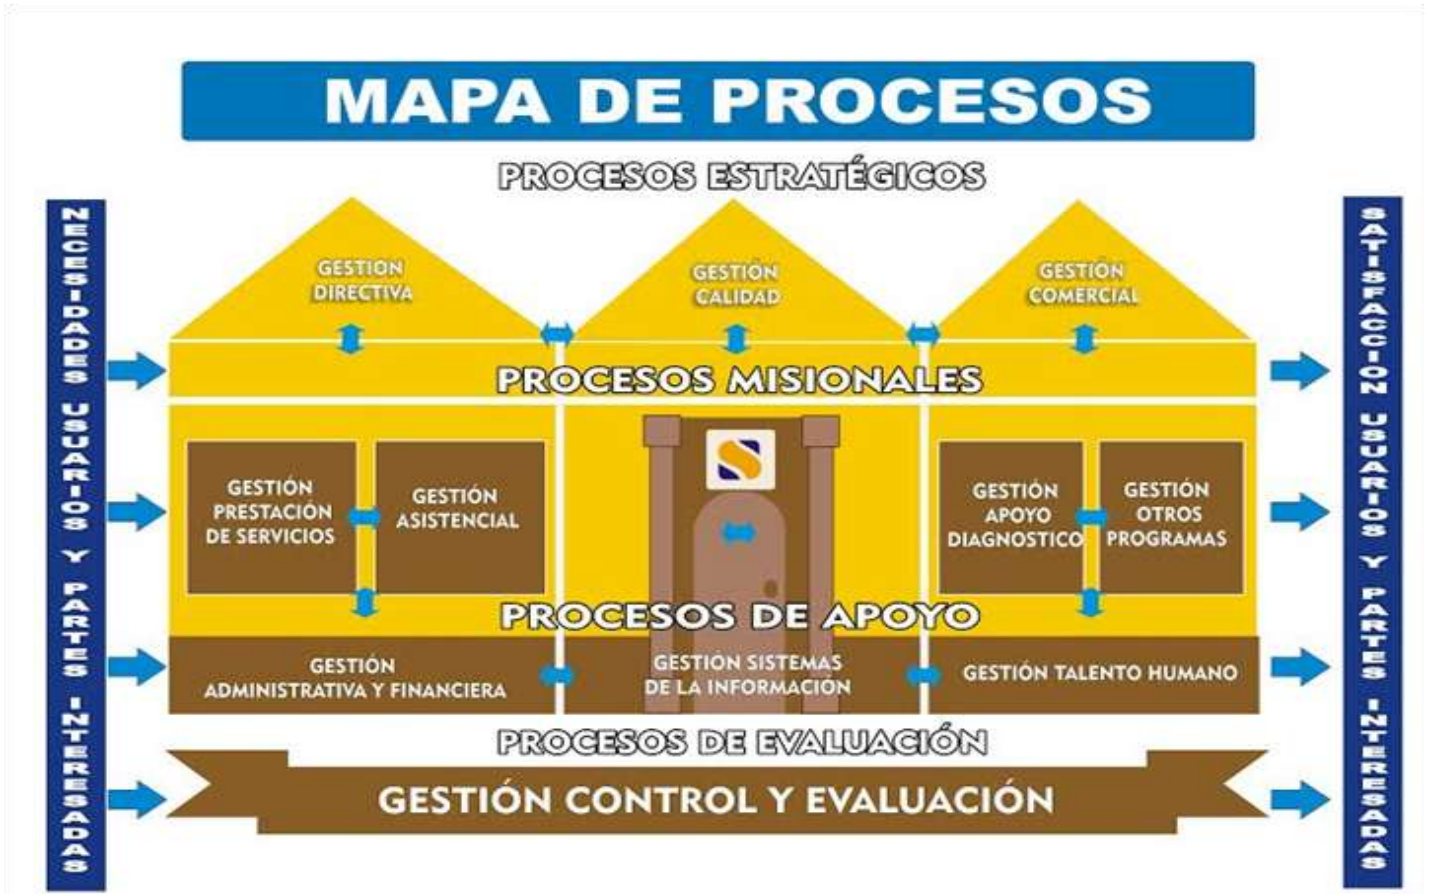 MAPA DE PROCESOS
PROCESOS ESTRATÉGICOS
NECESIDADES USUARIOS Y PARTES INTERESADAS
GESTION
DIRECTIVA
GESTIÓN
CALIDAD
GESTIÓN
COMERCIAL
PROCESOS MISIONALES
GESTIÓN
PRESTACIÓN
DE SERVICIOS
GESTIÓN
ASISTENCIAL
S
GESTIÓN
APOYO
DIAGNOSTICO
GESTIÓN
OTROS
PROGRAMAS
PROCESOS DE APOYO
GESTIÓN
ADMINISTRATIVA Y FINANCIERA
GESTIÓN SISTEMAS
DE LA INFORMACIÓN
GESTIÓN TALENTO HUMANO
PROCESOS DE EVALUACIÓN
GESTIÓN CONTROL Y EVALUACIÓN
SATISFACCION USUARIOS Y PARTES INTERESADAS